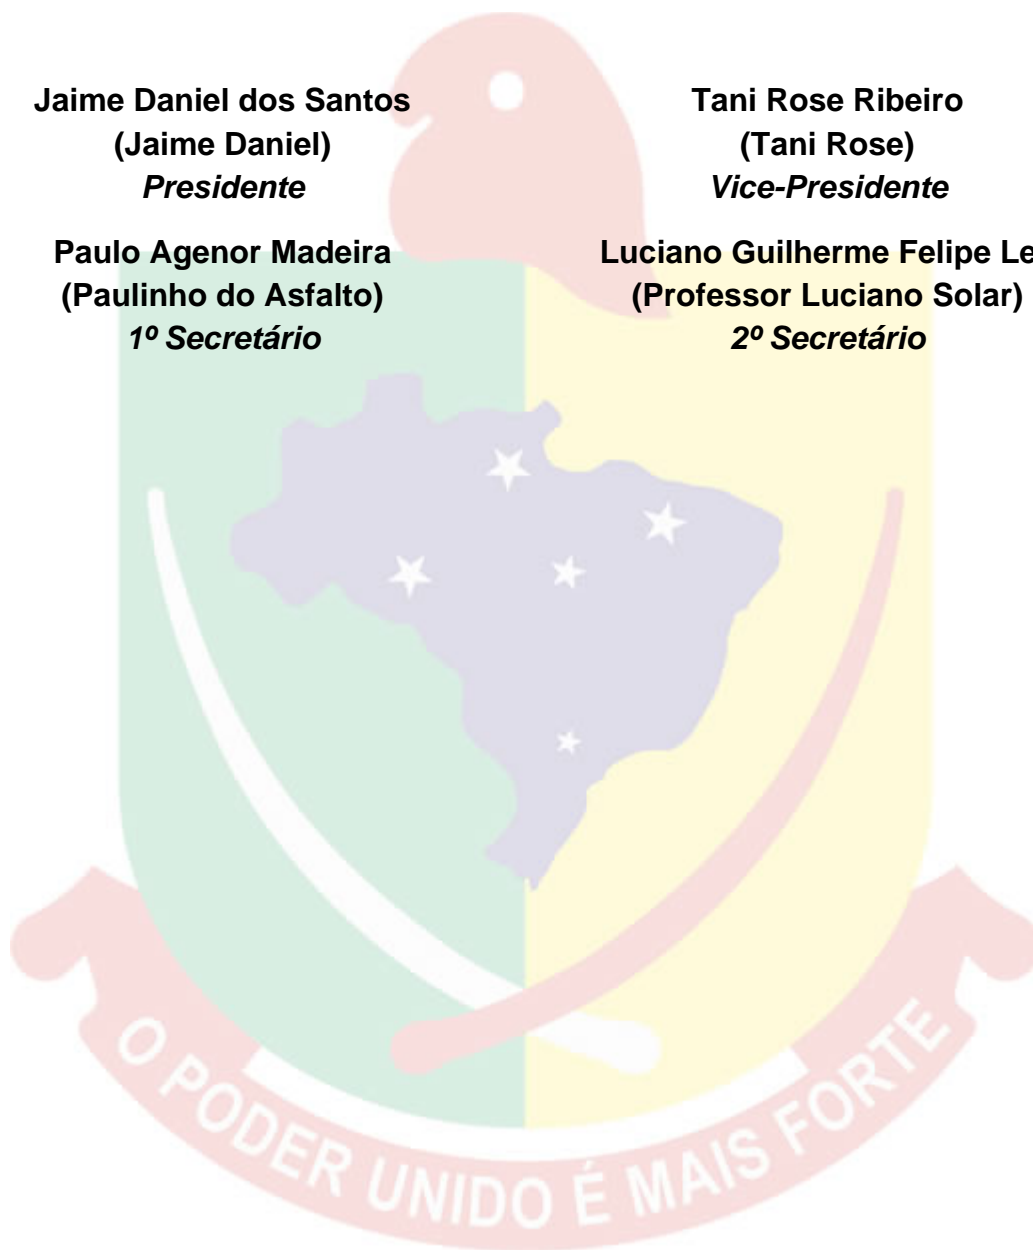 Jaime Daniel dos Santos
(Jaime Daniel)
Presidente
Tani Rose Ribeiro
(Tani Rose)
Vice-Presidente
Paulo Agenor Madeira
(Paulinho do Asfalto)
1º Secretário
Luciano Guilherme Felipe
(Professor Luciano Solar)
2º Secretário
O PODER UNIDO É MAIS FORTE